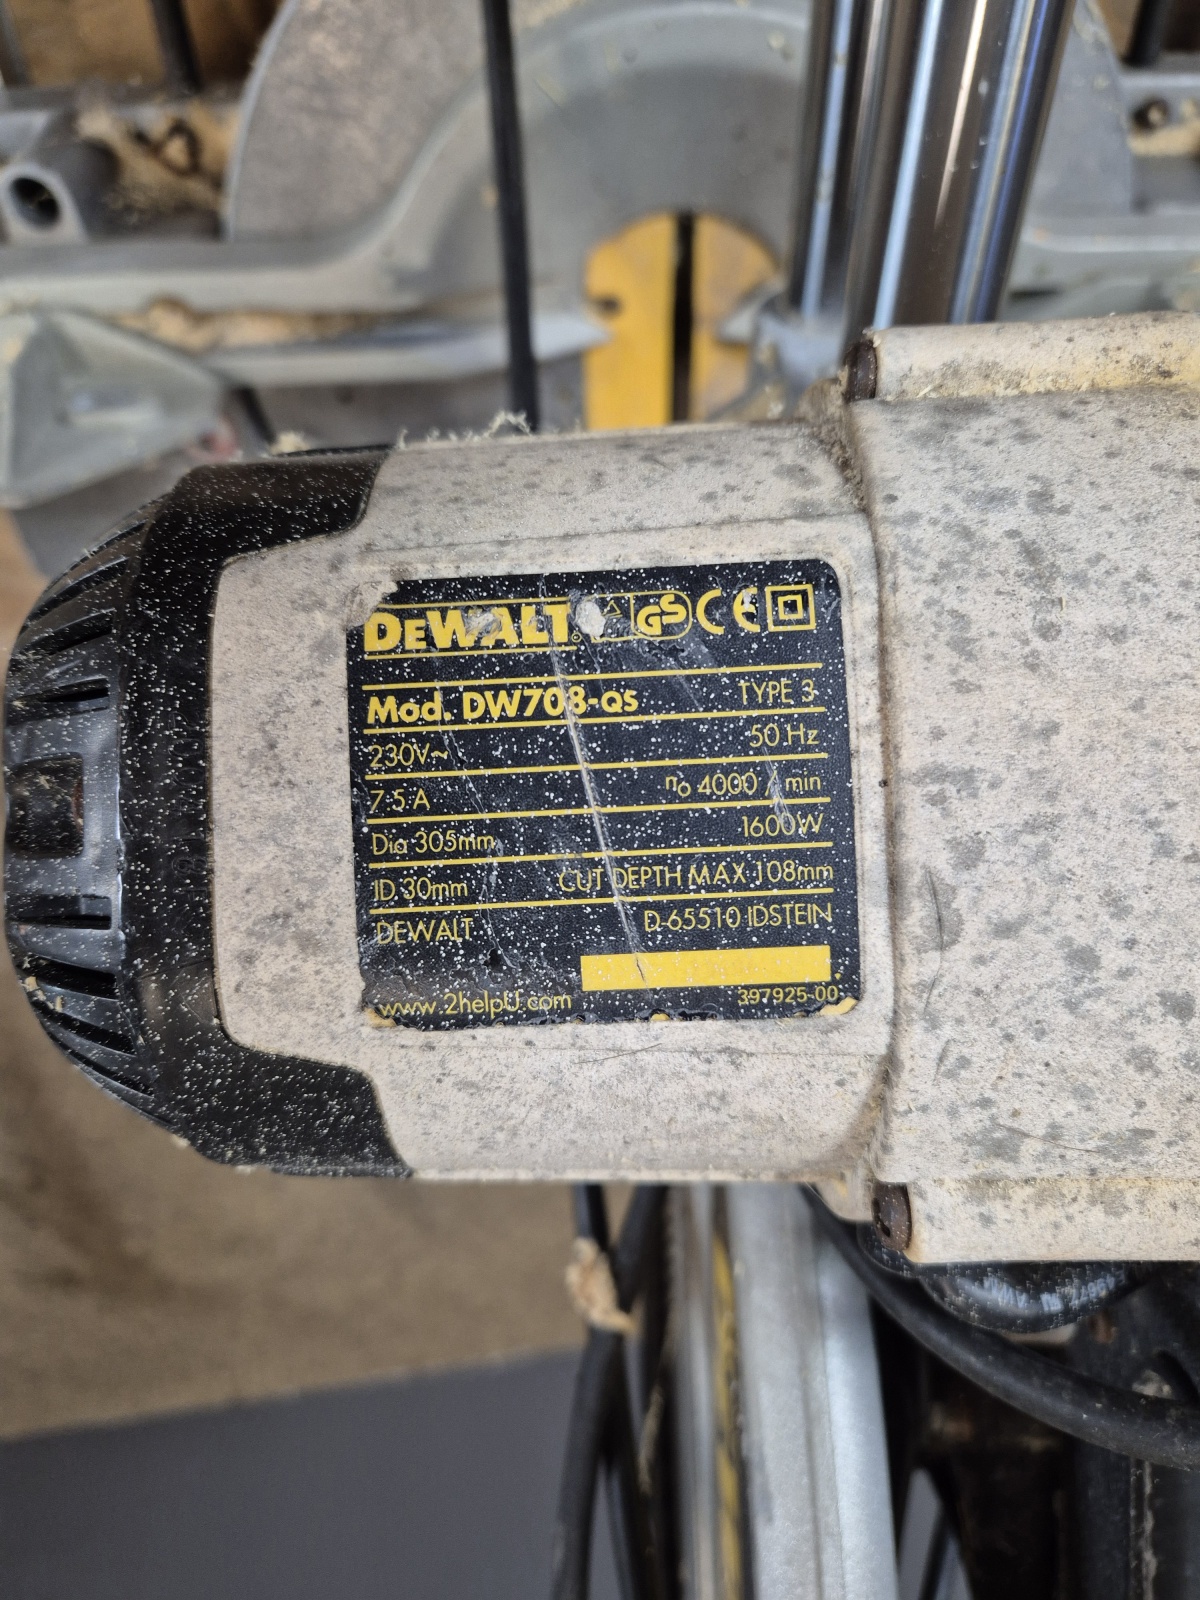 DEWALT GS CE
Mod. DW708-QS TYPE 3
230V~ 50 Hz
7.5 A n₀ 4000 / min
Dia 305mm 1600W
ID 30mm CUT DEPTH MAX 108mm
DEWALT D-65510 IDSTEIN
www.2helpU.com 397925-00